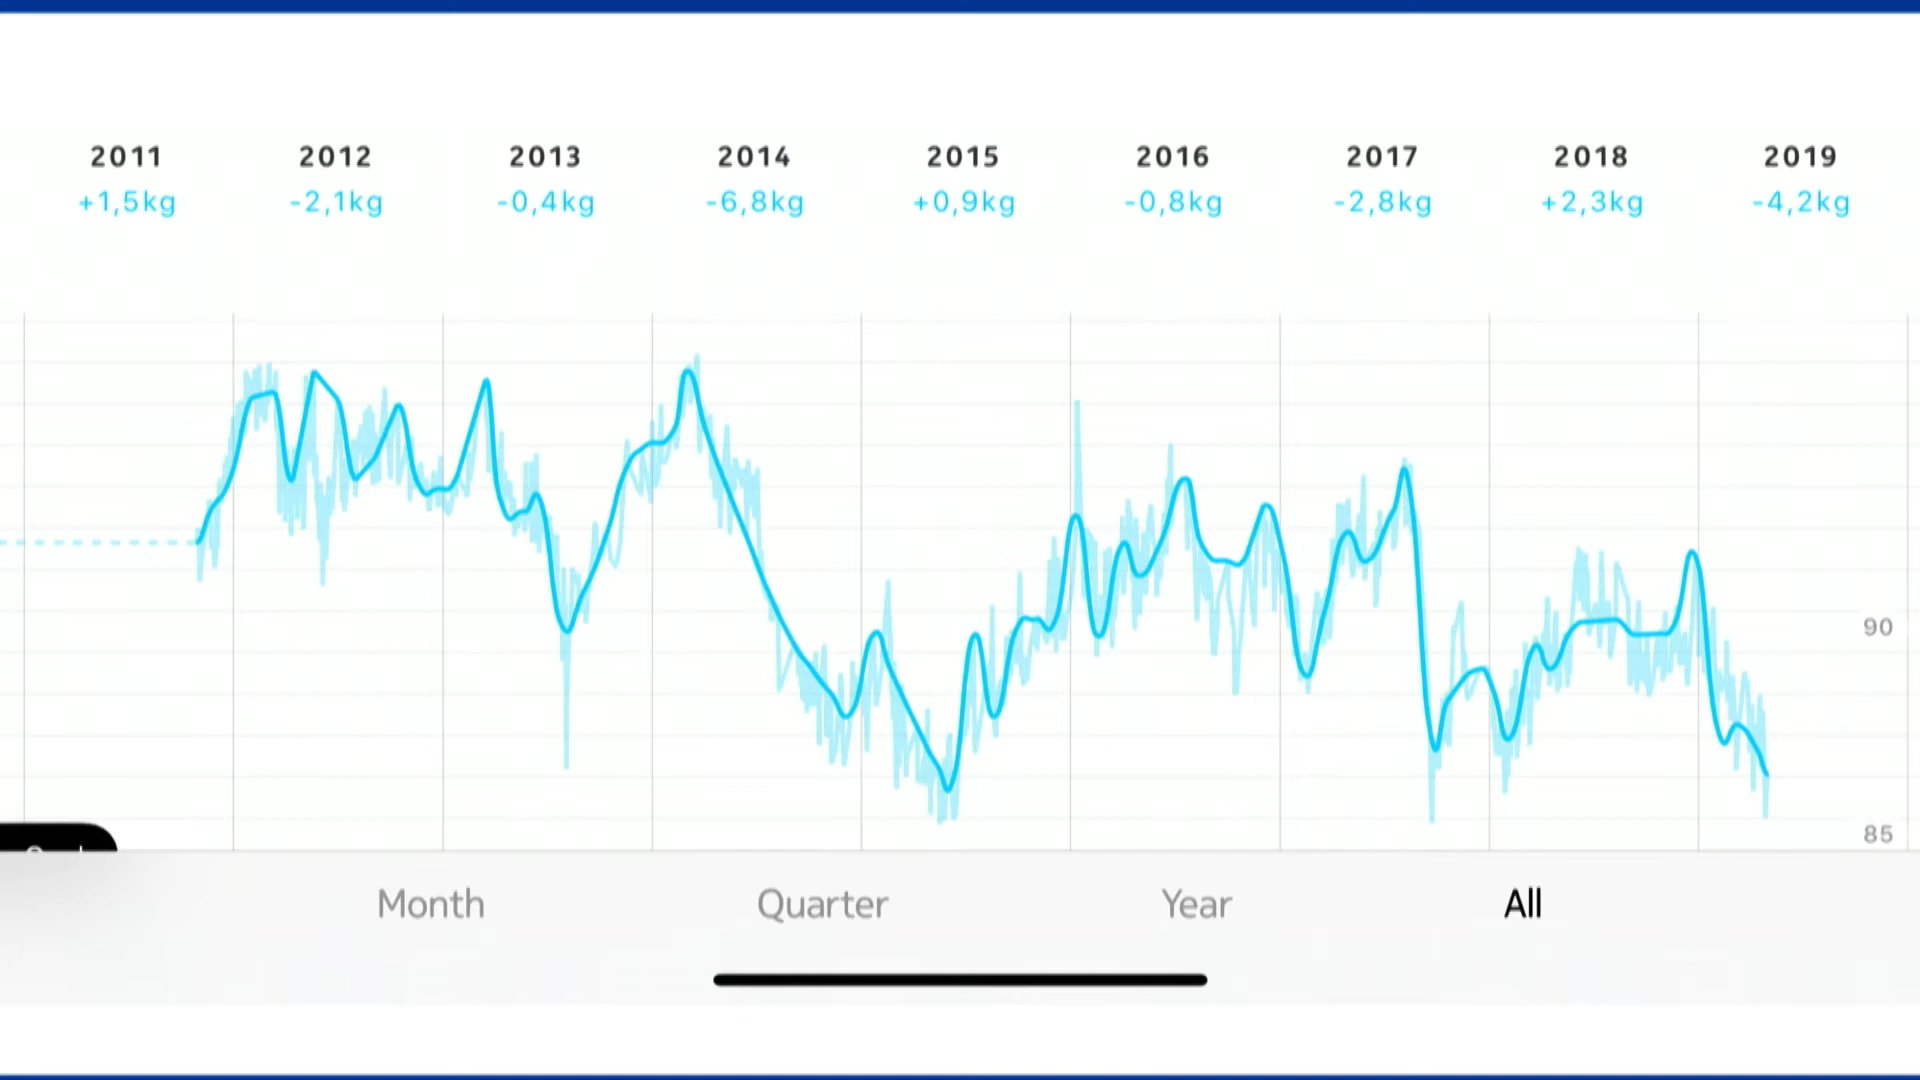 2011 2012 2013 2014 2015 2016 2017 2018 2019
+1,5kg -2,1kg -0,4kg -6,8kg +0,9kg -0,8kg -2,8kg +2,3kg -4,2kg
90
85
Month Quarter Year All